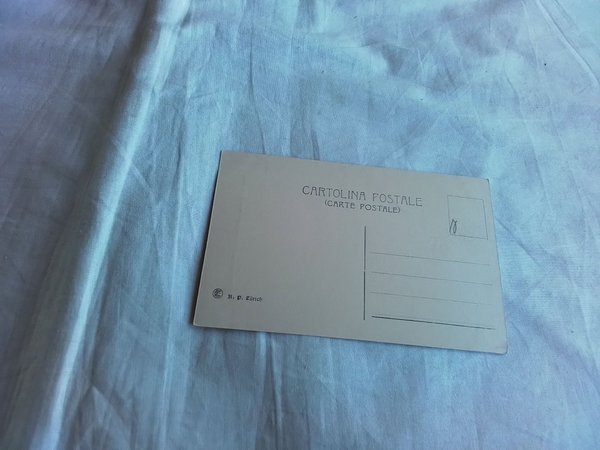 CARTOLINA POSTALE
(CARTE POSTALE)
R. P. Zürich